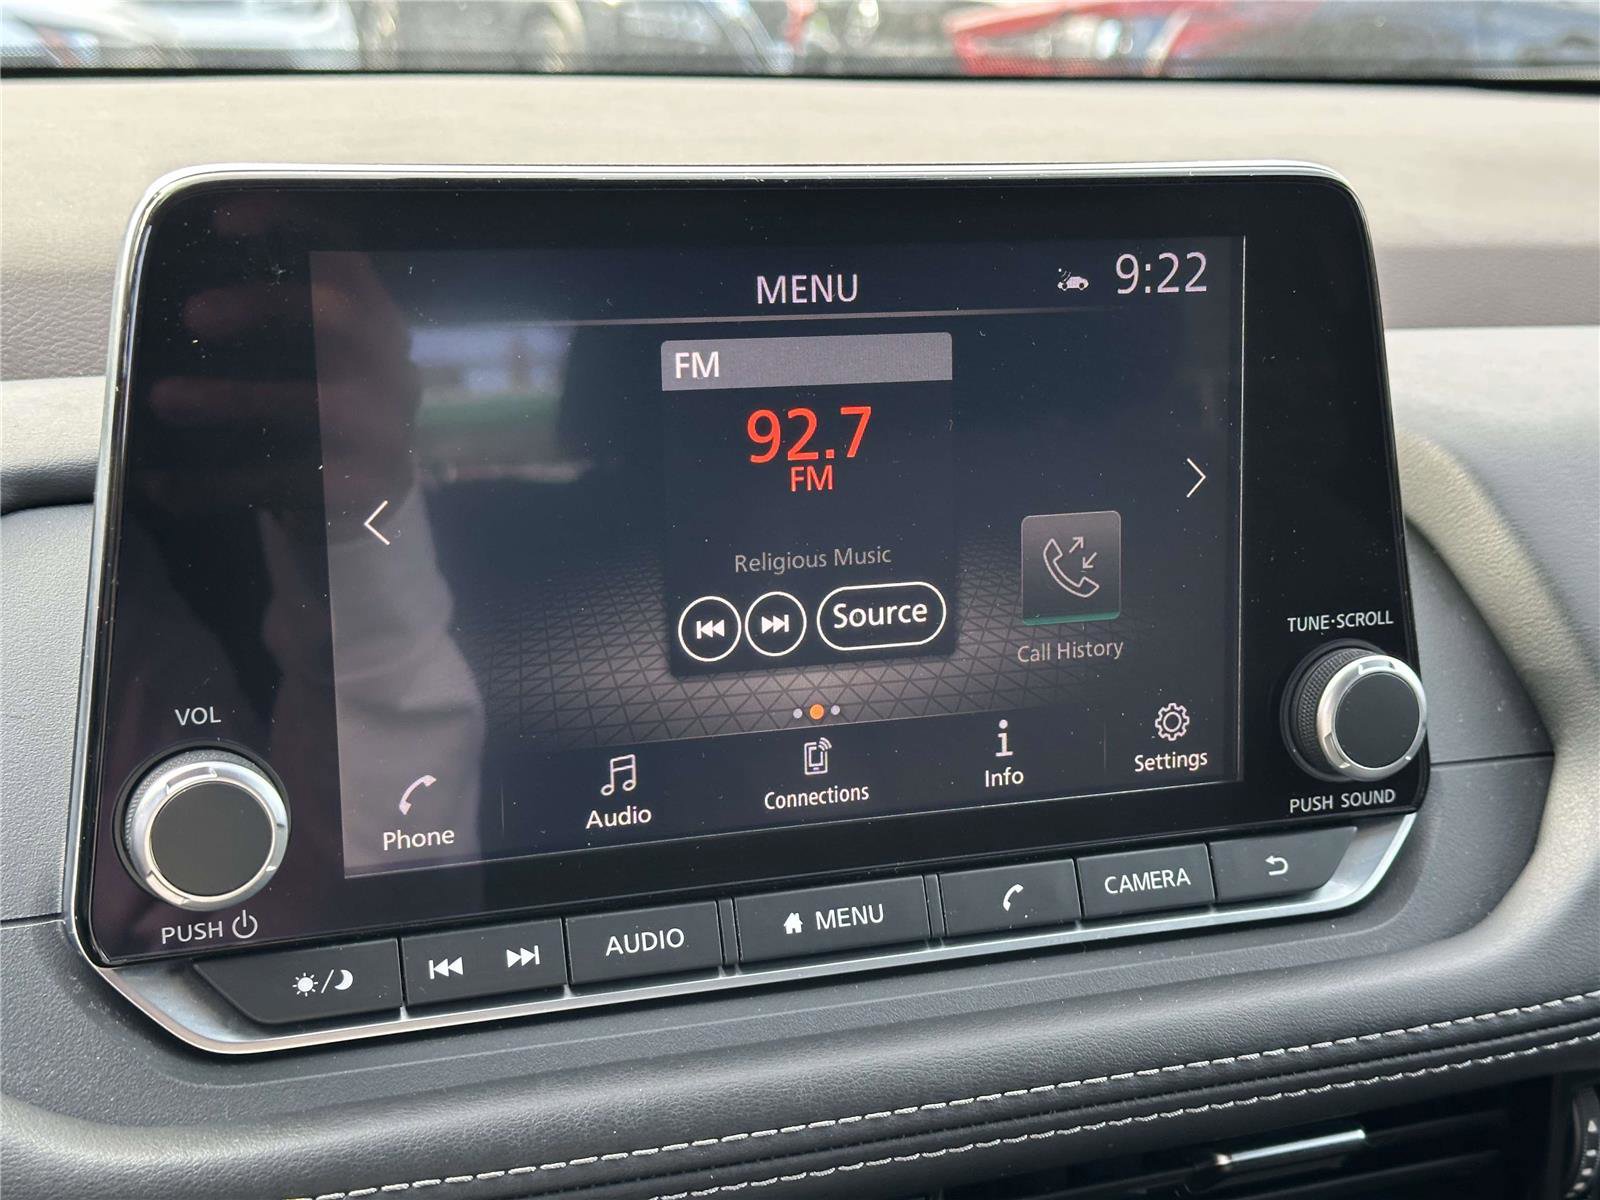 MENU
9:22
FM
92.7
FM
Religious Music
Source
Call History
Phone
Audio
Connections
Info
Settings
VOL
PUSH
TUNE·SCROLL
PUSH SOUND
AUDIO
MENU
CAMERA